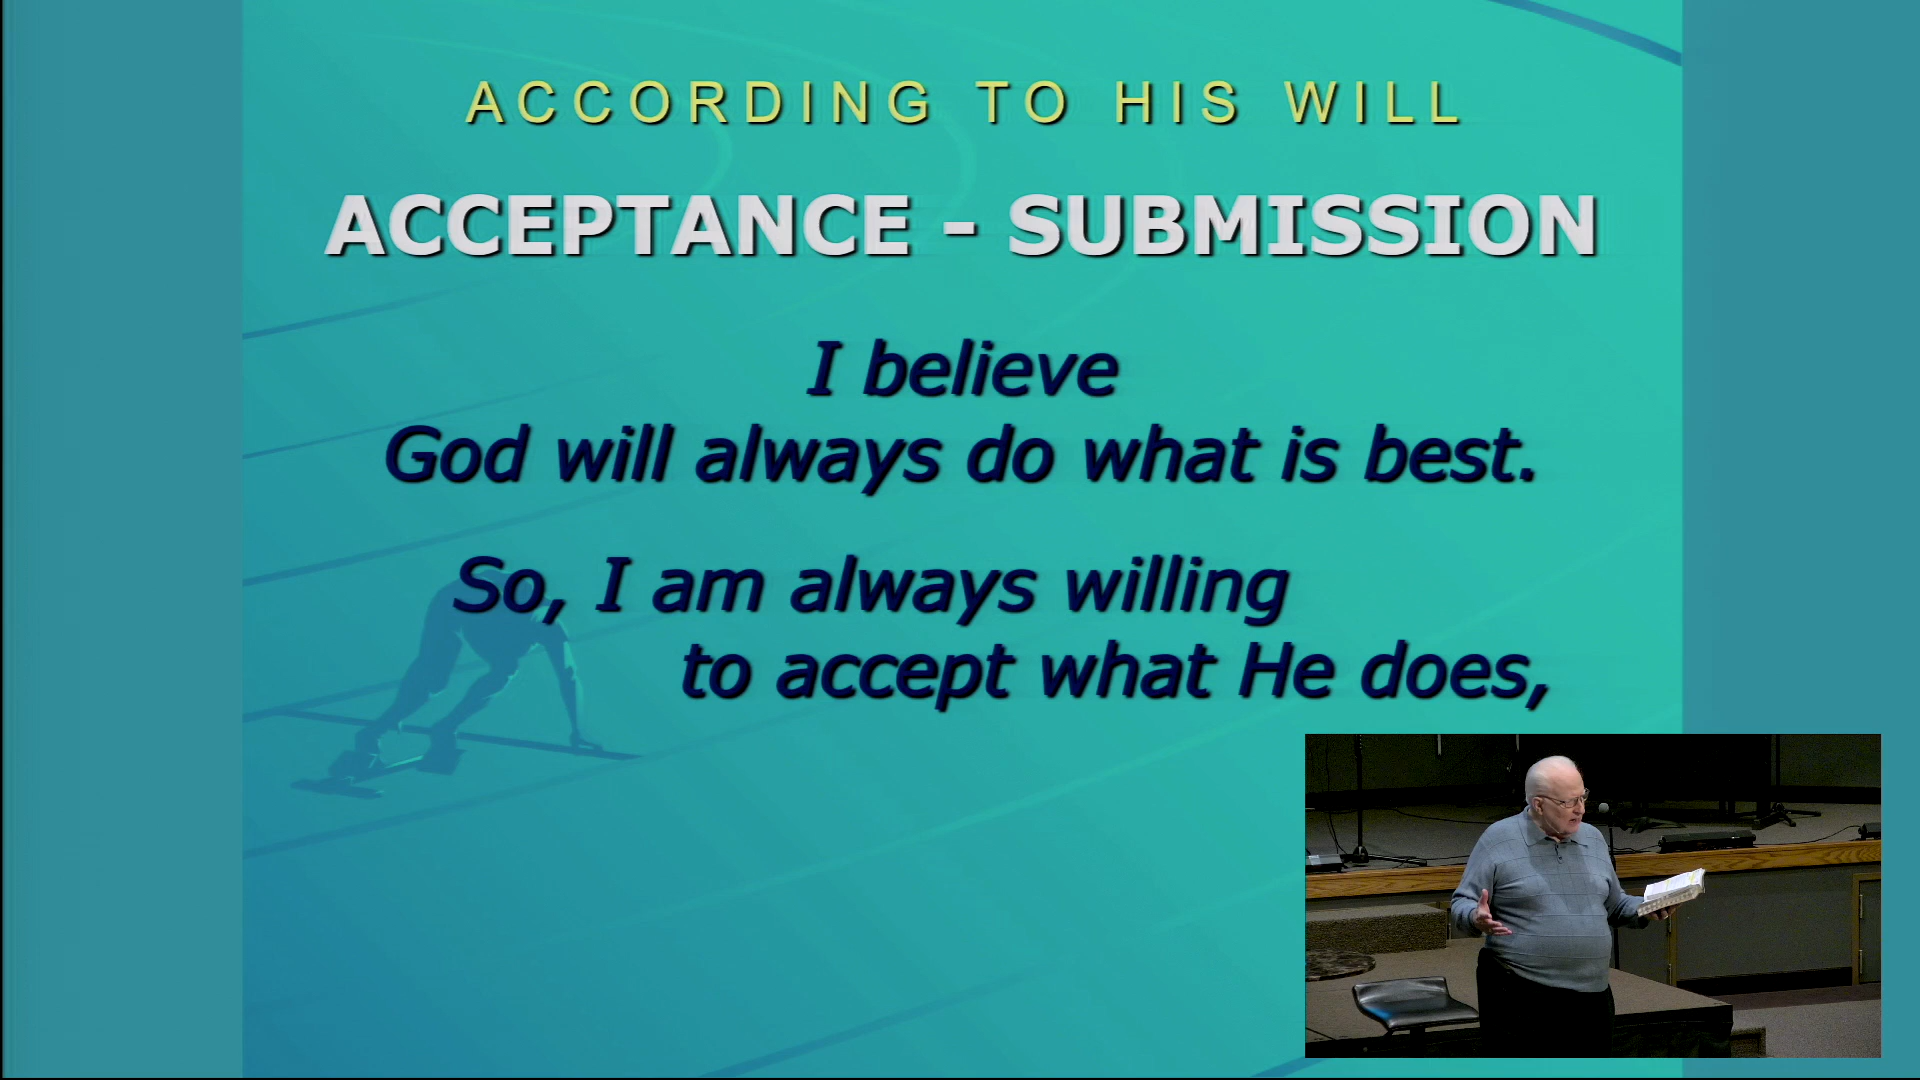 ACCORDING TO HIS WILL
ACCEPTANCE - SUBMISSION
I believe
God will always do what is best.
So, I am always willing
to accept what He does,